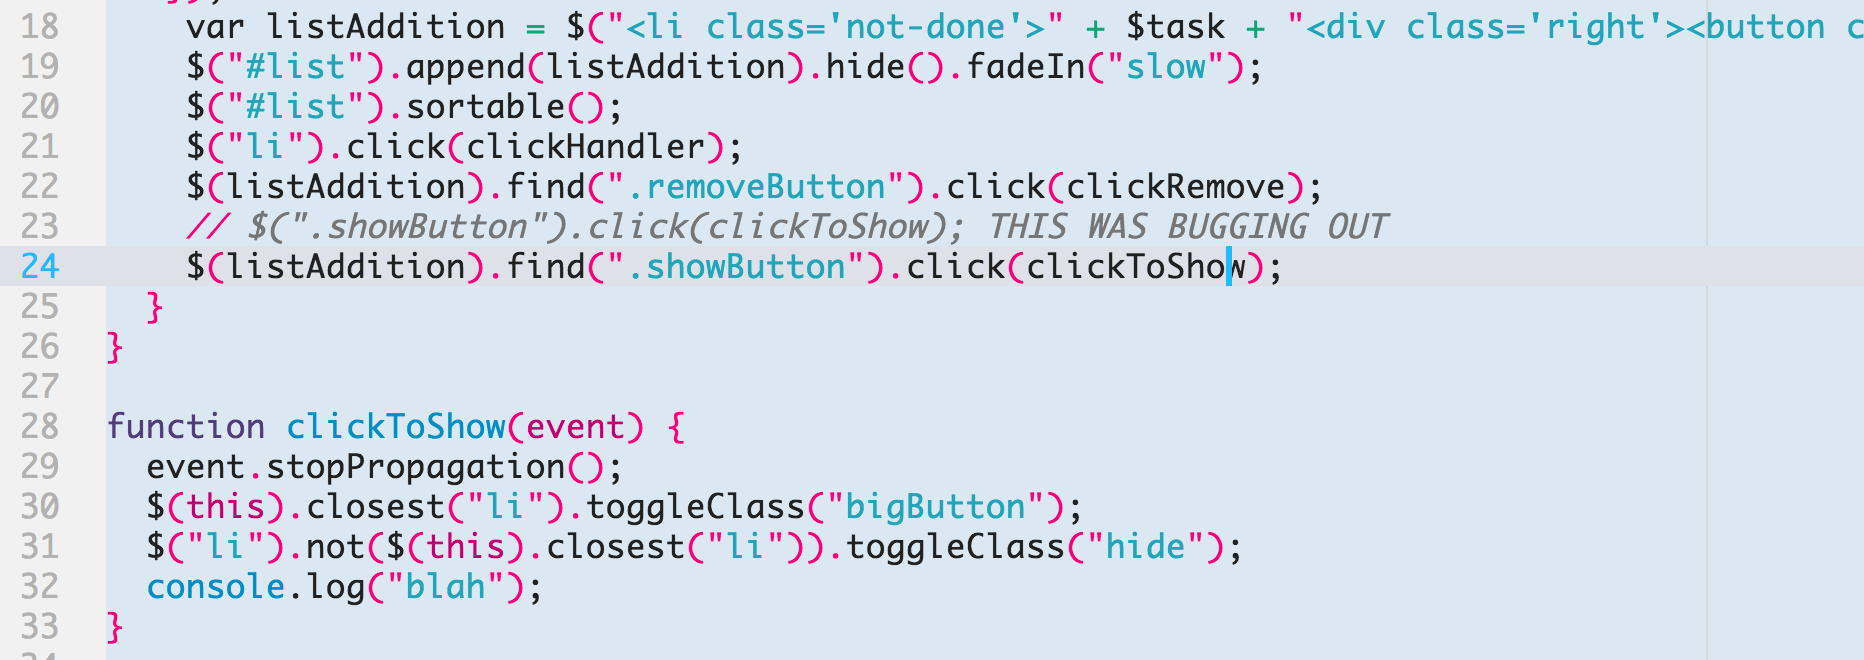 18 var listAddition = $("<li class='not-done'>" + $task + "<div class='right'><button c
19 $("#list").append(listAddition).hide().fadeIn("slow");
20 $("#list").sortable();
21 $("li").click(clickHandler);
22 $(listAddition).find(".removeButton").click(clickRemove);
23 // $(".showButton").click(clickToShow); THIS WAS BUGGING OUT
24 $(listAddition).find(".showButton").click(clickToShow);
25 }
26 }
27
28 function clickToShow(event) {
29 event.stopPropagation();
30 $(this).closest("li").toggleClass("bigButton");
31 $("li").not($(this).closest("li")).toggleClass("hide");
32 console.log("blah");
33 }